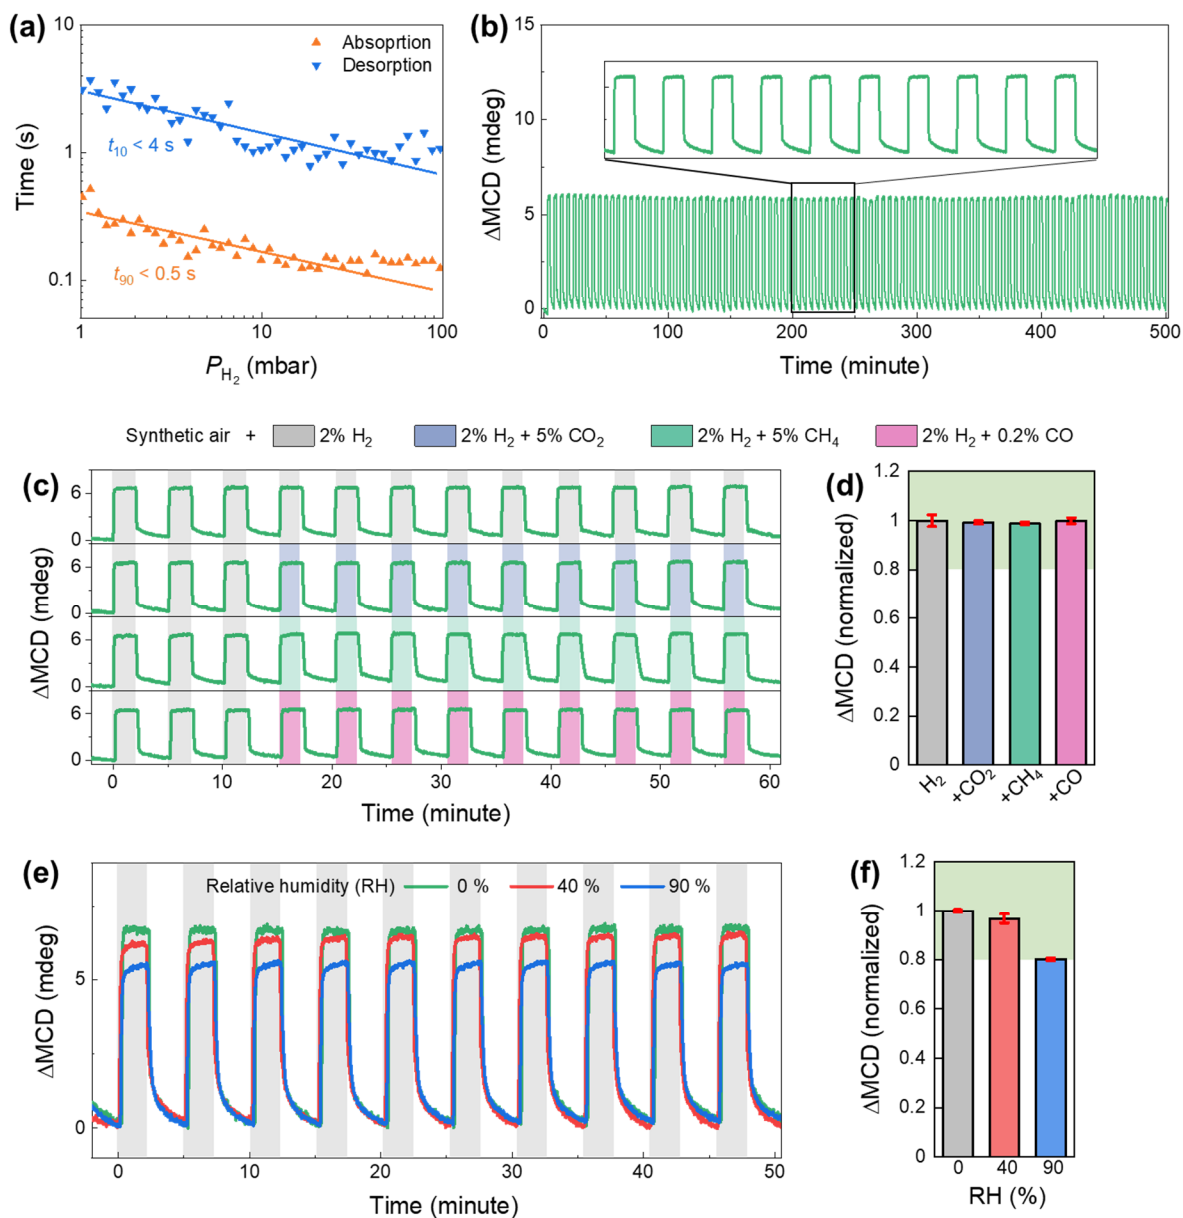 (a)
10
1
0.1
Time (s)
Absoprtion
Desorption
t10 < 4 s
t90 < 0.5 s
1
10
100
PH2 (mbar)
(b)
15
10
5
0
ΔMCD (mdeg)
0
100
200
300
400
500
Time (minute)
Synthetic air + 2% H2 2% H2 + 5% CO2 2% H2 + 5% CH4 2% H2 + 0.2% CO
(c)
6
0
6
0
6
0
6
0
ΔMCD (mdeg)
0 10 20 30 40 50 60
Time (minute)
(d)
1.2
1
0.8
0.6
0.4
0.2
0
ΔMCD (normalized)
H2
+CO2
+CH4
+CO
(e)
Relative humidity (RH) 0 % 40 % 90 %
5
0
ΔMCD (mdeg)
0 10 20 30 40 50
Time (minute)
(f)
1.2
1
0.8
0.6
0.4
0.2
0
ΔMCD (normalized)
0 40 90
RH (%)